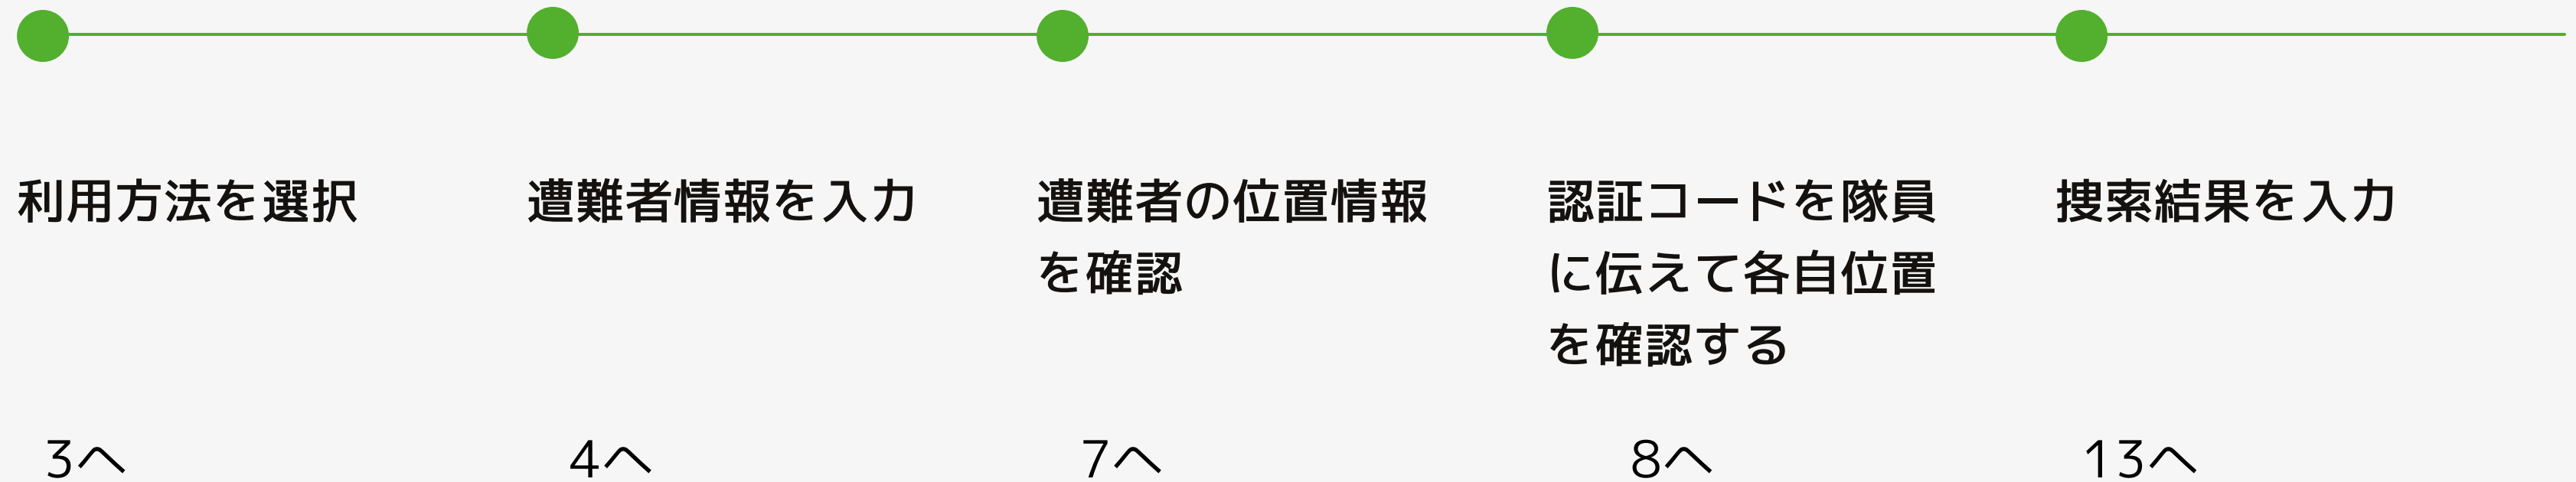 利用方法を選択
3へ
遭難者情報を入力
4へ
遭難者の位置情報
を確認
7へ
認証コードを隊員
に伝えて各自位置
を確認する
8へ
捜索結果を入力
13へ